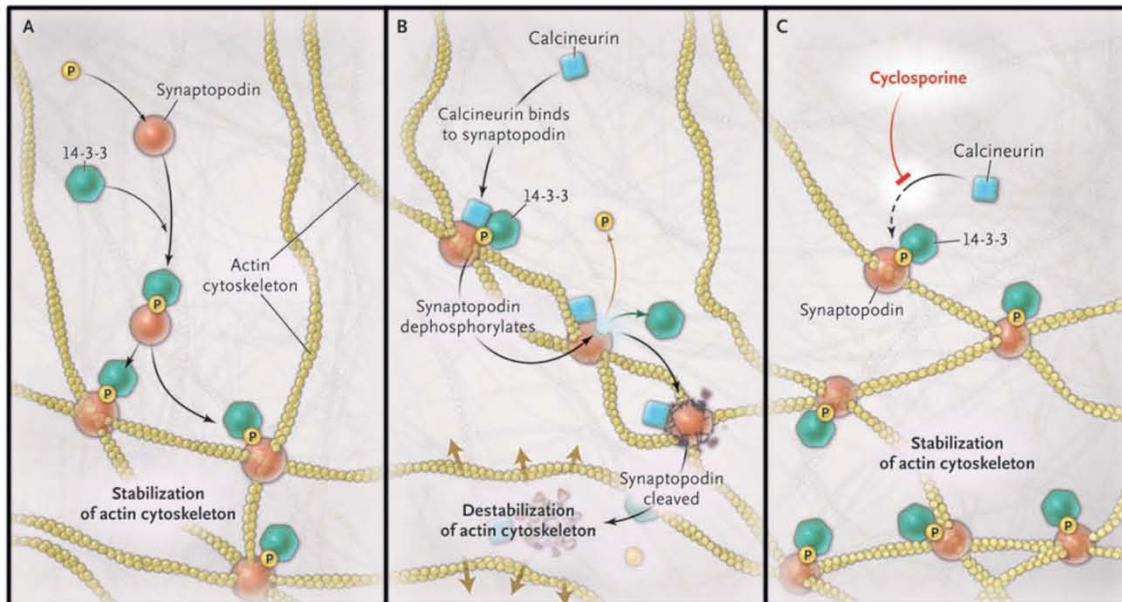 A
P
Synaptopodin
14-3-3
P
Actin
cytoskeleton
P
P
Stabilization
of actin cytoskeleton
P
B
Calcineurin
Calcineurin binds
to synaptopodin
14-3-3
P
P
Synaptopodin
dephosphorylates
Synaptopodin
cleaved
Destabilization
of actin cytoskeleton
C
Cyclosporine
Calcineurin
14-3-3
P
Synaptopodin
P
P
Stabilization
of actin cytoskeleton
P
P
P